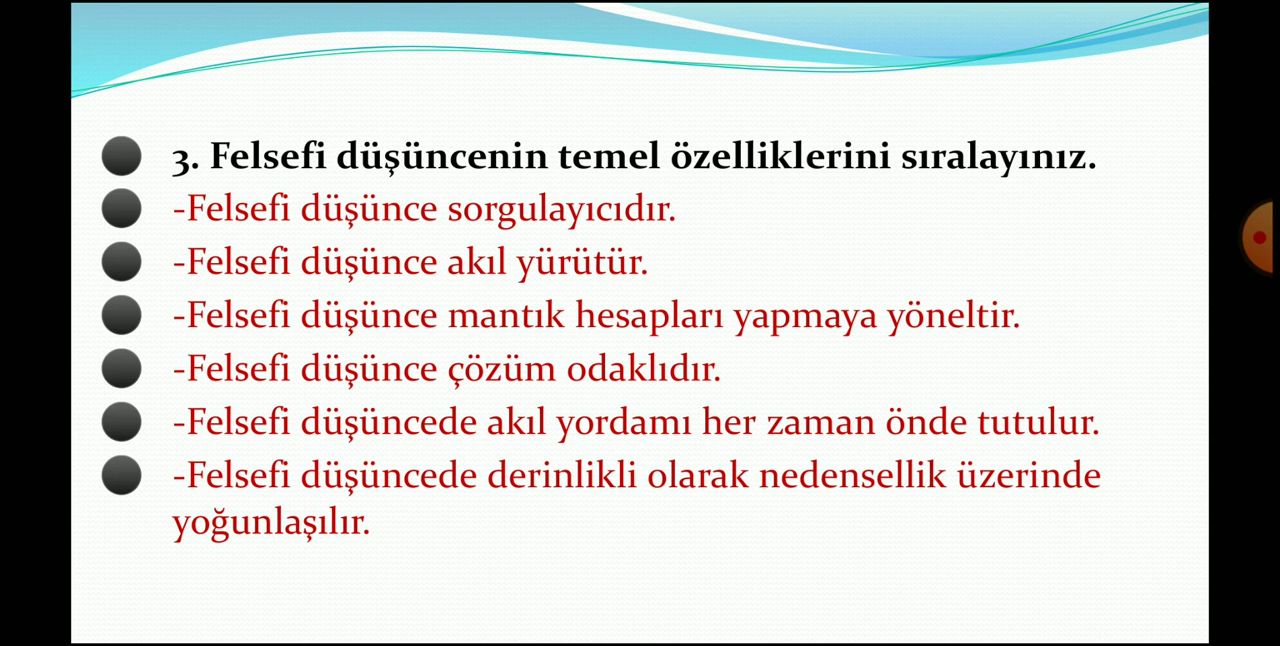 3. Felsefi düşüncenin temel özelliklerini sıralayınız.
-Felsefi düşünce sorgulayıcıdır.
-Felsefi düşünce akıl yürütür.
-Felsefi düşünce mantık hesapları yapmaya yöneltir.
-Felsefi düşünce çözüm odaklıdır.
-Felsefi düşüncede akıl yordamı her zaman önde tutulur.
-Felsefi düşüncede derinlikli olarak nedensellik üzerinde
yoğunlaşılır.